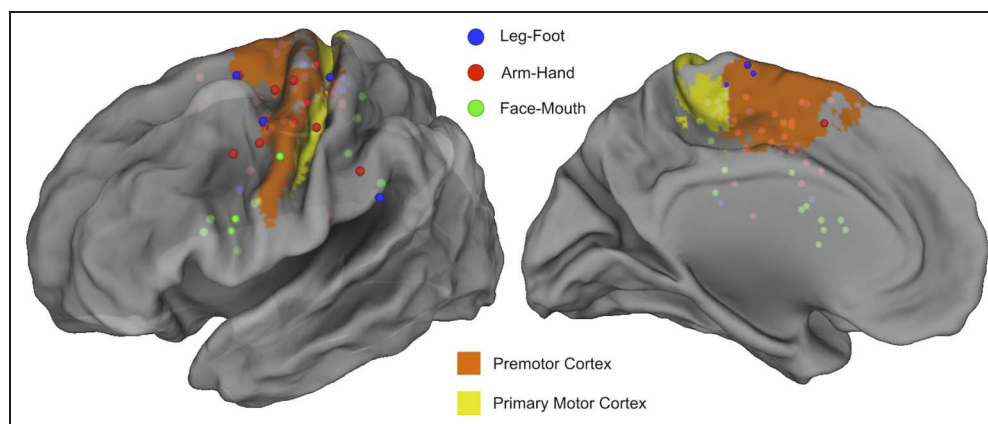 Leg-Foot
Arm-Hand
Face-Mouth
Premotor Cortex
Primary Motor Cortex